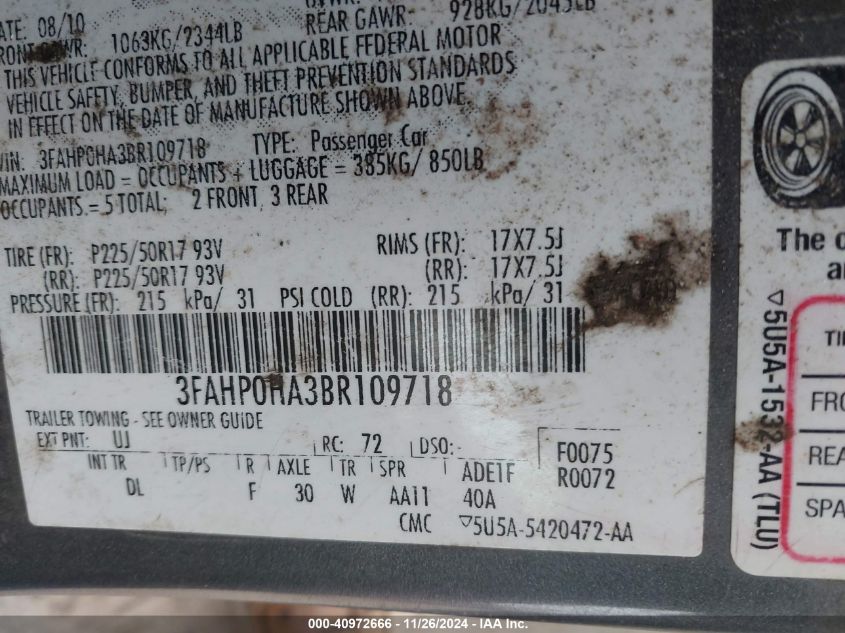 DATE: 08/10
REAR GAWR: 928KG/2045LB
FRONT GAWR: 1063KG/2344LB
THIS VEHICLE CONFORMS TO ALL APPLICABLE FEDERAL MOTOR
VEHICLE SAFETY, BUMPER, AND THEFT PREVENTION STANDARDS
IN EFFECT ON THE DATE OF MANUFACTURE SHOWN ABOVE.
VIN: 3FAHP0HA3BR109718 TYPE: Passenger Car
MAXIMUM LOAD = OCCUPANTS + LUGGAGE = 385KG/ 850LB
OCCUPANTS = 5 TOTAL; 2 FRONT, 3 REAR
TIRE (FR): P225/50R17 93V RIMS (FR): 17X7.5J
(RR): P225/50R17 93V (RR): 17X7.5J
PRESSURE (FR): 215 kPa/ 31 PSI COLD (RR): 215 kPa/ 31
3FAHP0HA3BR109718
TRAILER TOWING - SEE OWNER GUIDE
EXT PNT: UJ RC: 72 DSO: F0075
R0072
INT TR TP/PS R AXLE TR SPR ADE1F
DL F 30 W AA11 40A
CMC ▽5U5A-5420472-AA
The
▽5U5A-1532-AA (TLU)
000-40972666 - 11/26/2024 - IAA Inc.